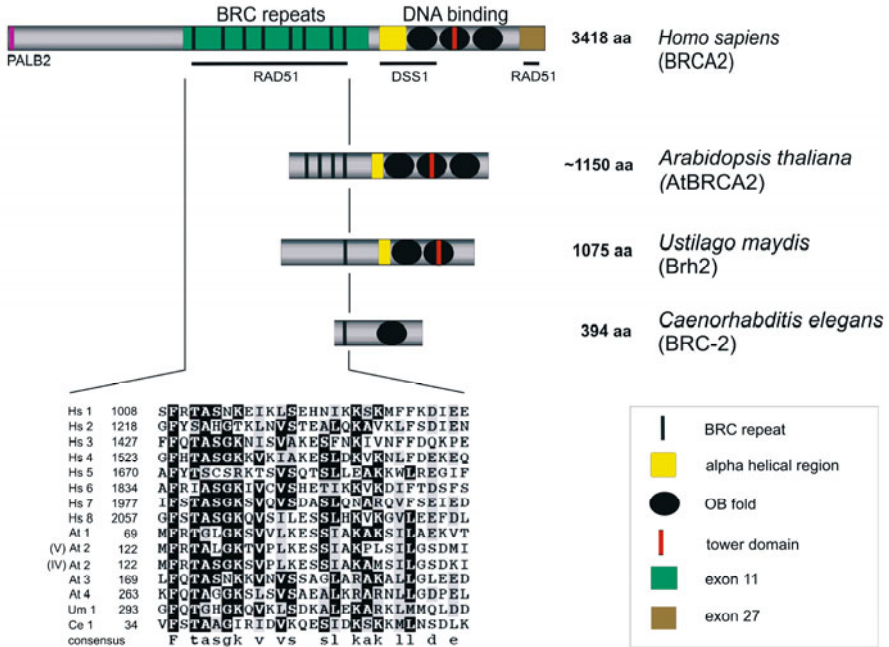 BRC repeats DNA binding
PALB2
RAD51 DSS1 RAD51
3418 aa Homo sapiens
(BRCA2)
~1150 aa Arabidopsis thaliana
(AtBRCA2)
1075 aa Ustilago maydis
(Brh2)
394 aa Caenorhabditis elegans
(BRC-2)
Hs 1 1008 SFRTASNKEIKLSEHNIKKSKMFFKDIEE
Hs 2 1218 GFYSAHGTKLNVSTEALQKAVKLFSDIEN
Hs 3 1427 FFQTASGKNISVAKESFNKIVNFFDQKPE
Hs 4 1523 GFHTASGKKVKIAKESLDKVKNLFDEKEQ
Hs 5 1670 AFYTSCSRKTSVSQTSLLEAKKWLREGIF
Hs 6 1834 AFRIASGKIVCVSHETIKKVKDIFTDSFS
Hs 7 1977 IFSTASGKSVQVSDASLQNARQVFSEIED
Hs 8 2057 GFSTASGKQVSILESSLHKVKGVLEEFDL
At 1 69 MFRTGLGKSVLLKESSIAKAKSILAEKVT
(V) At 2 122 MFRTALGKTVPLKESSIAKPLSILGSDMI
(IV) At 2 122 MFRTASGKSVPLKESSIAKAMSILGSDKI
At 3 169 LFQTASNKKVNVSSAGLARAKALLGLEED
At 4 263 KFQTAGGKSLSVSAEALKRARNLLGDPEL
Um 1 293 GFQTGHGKQVKLSDKALEKARKLMMQLDD
Ce 1 34 VFSTAAGIRIDVKQESIDKSKKMLNSDLK
consensus F tasgk v vs sl kak ll d e
BRC repeat
alpha helical region
OB fold
tower domain
exon 11
exon 27